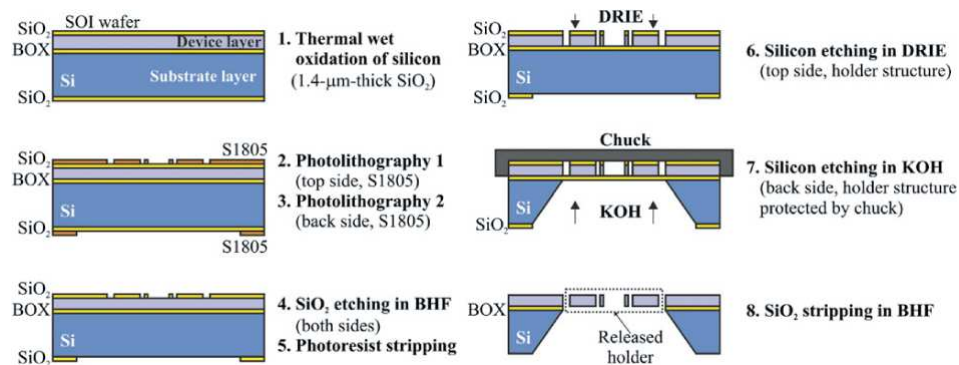 SOI wafer
SiO₂
Device layer
BOX
Si
Substrate layer
SiO₂
1. Thermal wet
oxidation of silicon
(1.4-μm-thick SiO₂)
S1805
SiO₂
BOX
Si
SiO₂
S1805
2. Photolithography 1
(top side, S1805)
3. Photolithography 2
(back side, S1805)
SiO₂
BOX
Si
SiO₂
4. SiO₂ etching in BHF
(both sides)
5. Photoresist stripping
DRIE
SiO₂
BOX
Si
SiO₂
6. Silicon etching in DRIE
(top side, holder structure)
Chuck
Si
KOH
SiO₂
7. Silicon etching in KOH
(back side, holder structure
protected by chuck)
BOX
Si
Released
holder
8. SiO₂ stripping in BHF